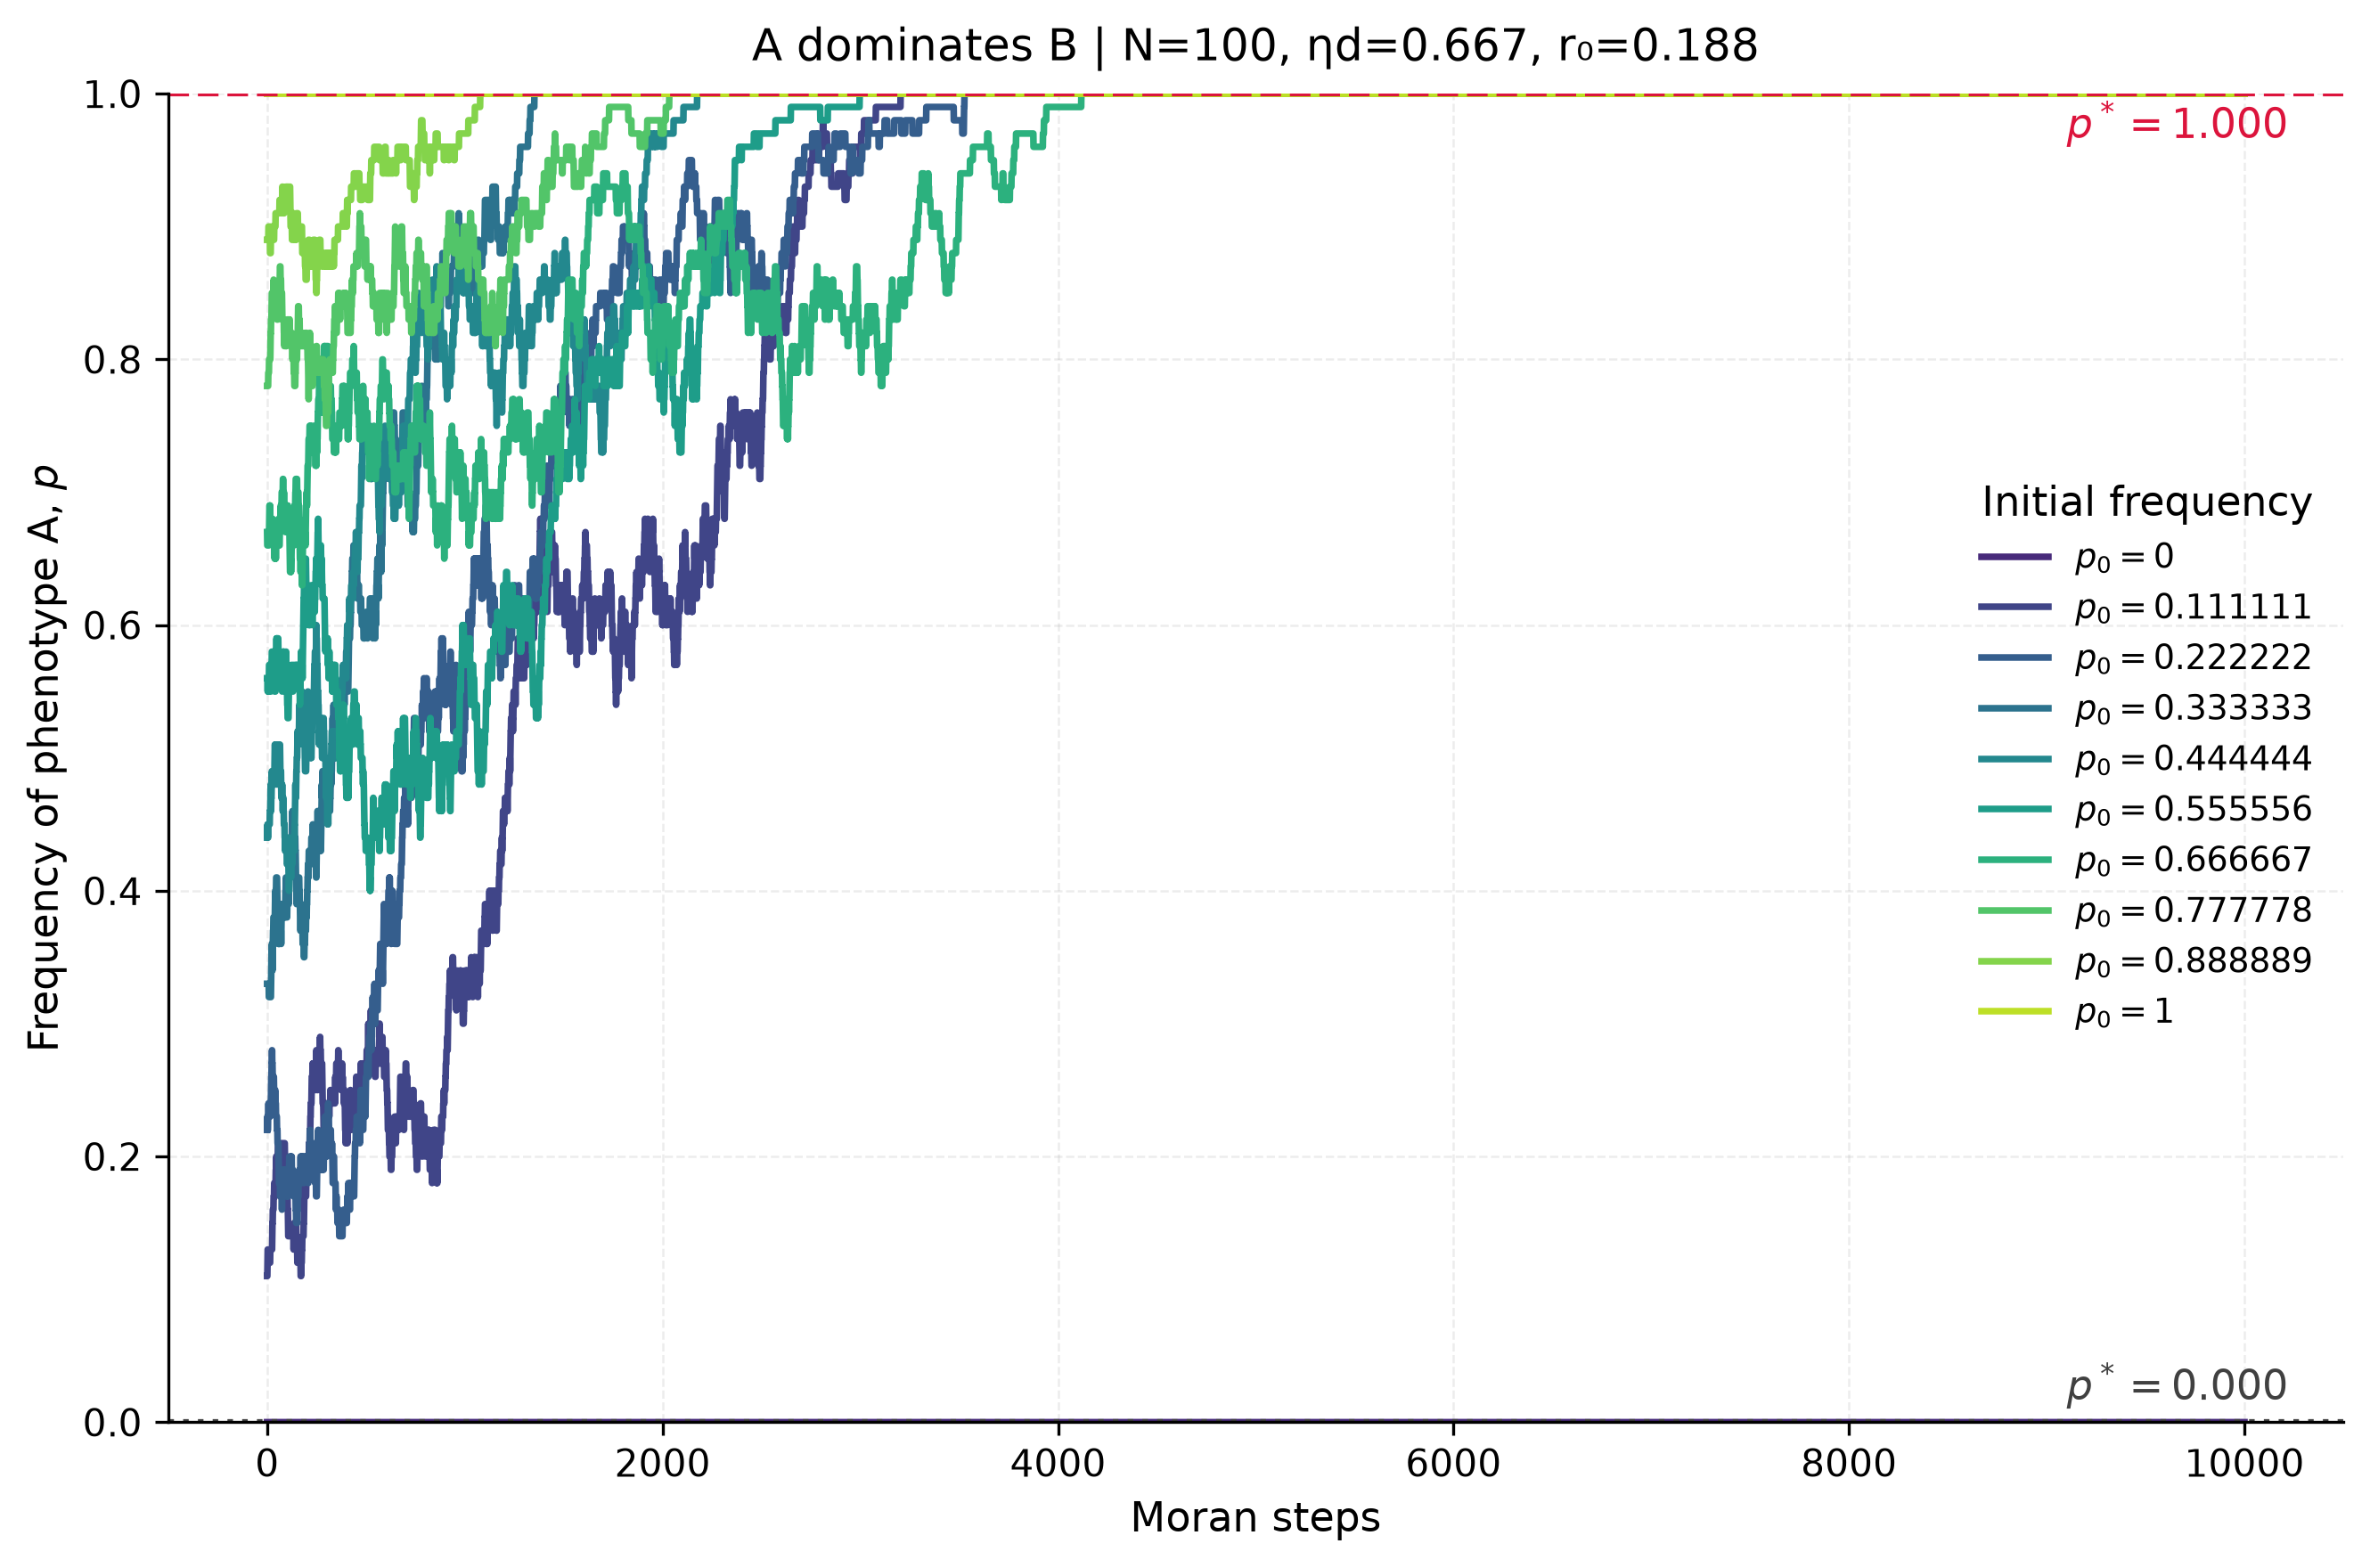 A dominates B | N=100, ηd=0.667, r₀=0.188
1.0
0.8
0.6
0.4
0.2
0.0
Frequency of phenotype A, p
p* = 1.000
Initial frequency
p₀ = 0
p₀ = 0.111111
p₀ = 0.222222
p₀ = 0.333333
p₀ = 0.444444
p₀ = 0.555556
p₀ = 0.666667
p₀ = 0.777778
p₀ = 0.888889
p₀ = 1
p* = 0.000
0 2000 4000 6000 8000 10000
Moran steps